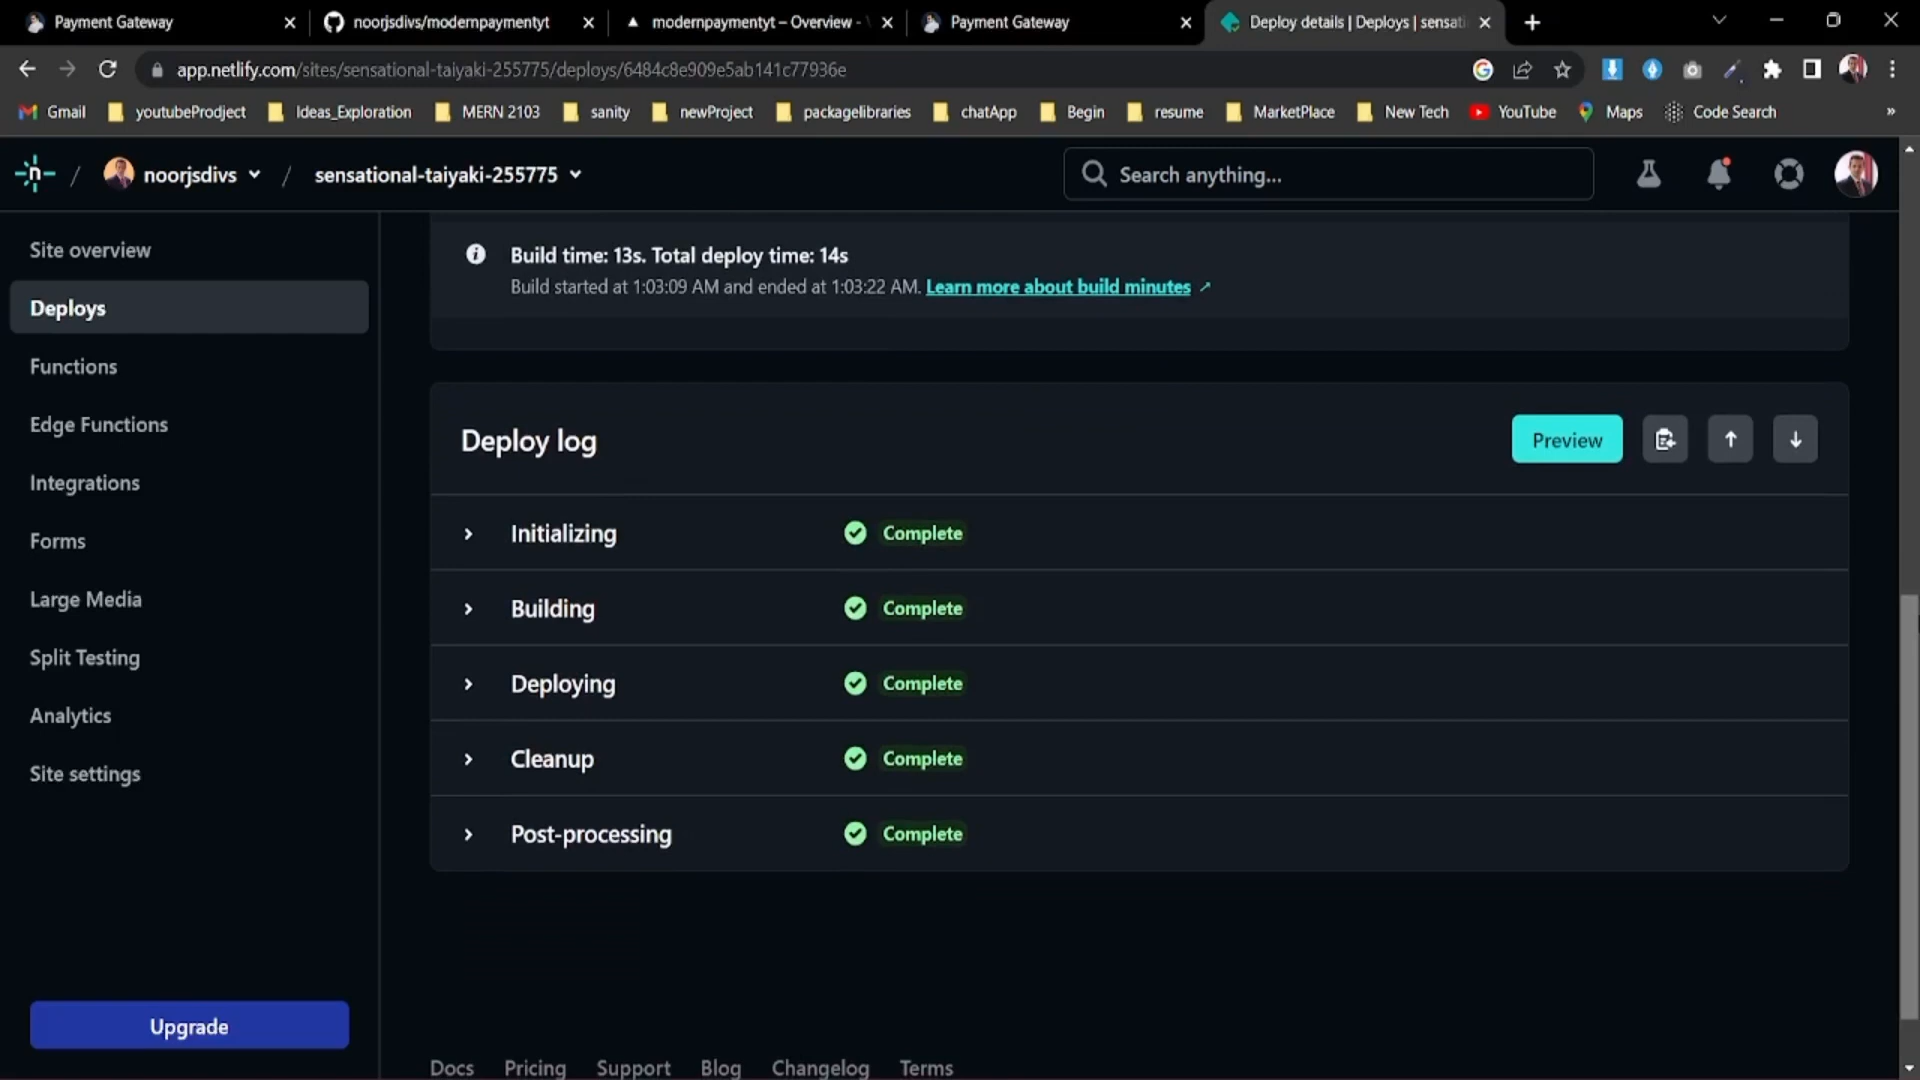 Payment Gateway
noorjsdivs/modernpaymentyt
modernpaymentyt – Overview -
Payment Gateway
Deploy details | Deploys | sensati
app.netlify.com/sites/sensational-taiyaki-255775/deploys/6484c8e909e5ab141c77936e
Gmail
youtubeProdject
Ideas_Exploration
MERN 2103
sanity
newProject
packagelibraries
chatApp
Begin
resume
MarketPlace
New Tech
YouTube
Maps
Code Search
»
/ noorjsdivs / sensational-taiyaki-255775
Search anything...
Site overview
Deploys
Functions
Edge Functions
Integrations
Forms
Large Media
Split Testing
Analytics
Site settings
Upgrade
Build time: 13s. Total deploy time: 14s
Build started at 1:03:09 AM and ended at 1:03:22 AM. Learn more about build minutes
Deploy log
Preview
Initializing Complete
Building Complete
Deploying Complete
Cleanup Complete
Post-processing Complete
Docs Pricing Support Blog Changelog Terms